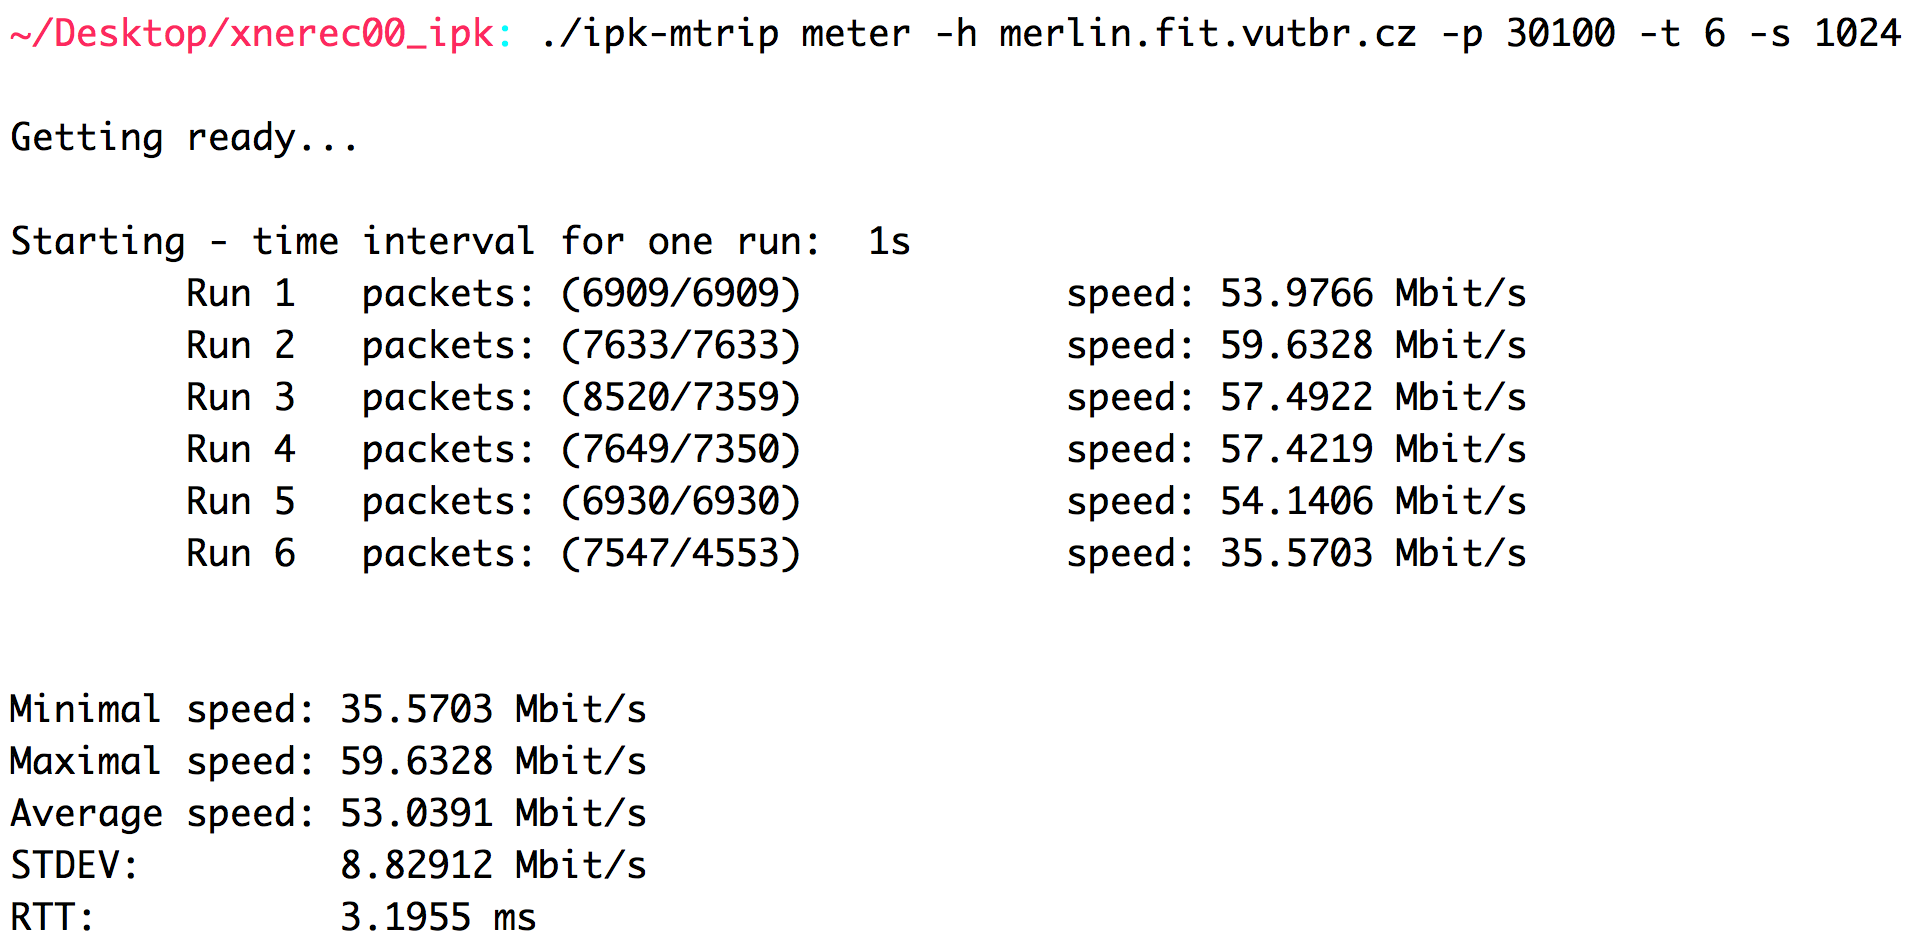 ~/Desktop/xnerec00_ipk: ./ipk-mtrip meter -h merlin.fit.vutbr.cz -p 30100 -t 6 -s 1024
Getting ready...
Starting - time interval for one run:  1s
Run 1   packets: (6909/6909)            speed: 53.9766 Mbit/s
Run 2   packets: (7633/7633)            speed: 59.6328 Mbit/s
Run 3   packets: (8520/7359)            speed: 57.4922 Mbit/s
Run 4   packets: (7649/7350)            speed: 57.4219 Mbit/s
Run 5   packets: (6930/6930)            speed: 54.1406 Mbit/s
Run 6   packets: (7547/4553)            speed: 35.5703 Mbit/s
Minimal speed: 35.5703 Mbit/s
Maximal speed: 59.6328 Mbit/s
Average speed: 53.0391 Mbit/s
STDEV:         8.82912 Mbit/s
RTT:           3.1955 ms